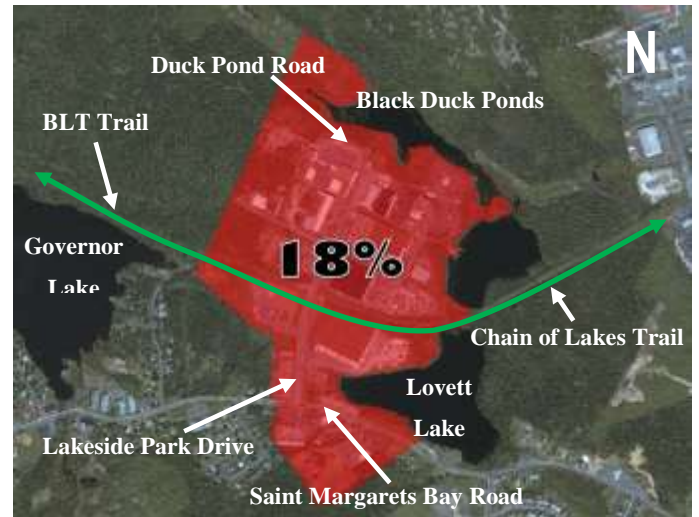 N
Duck Pond Road
Black Duck Ponds
BLT Trail
Governor
Lake
18%
Chain of Lakes Trail
Lovett
Lake
Lakeside Park Drive
Saint Margarets Bay Road